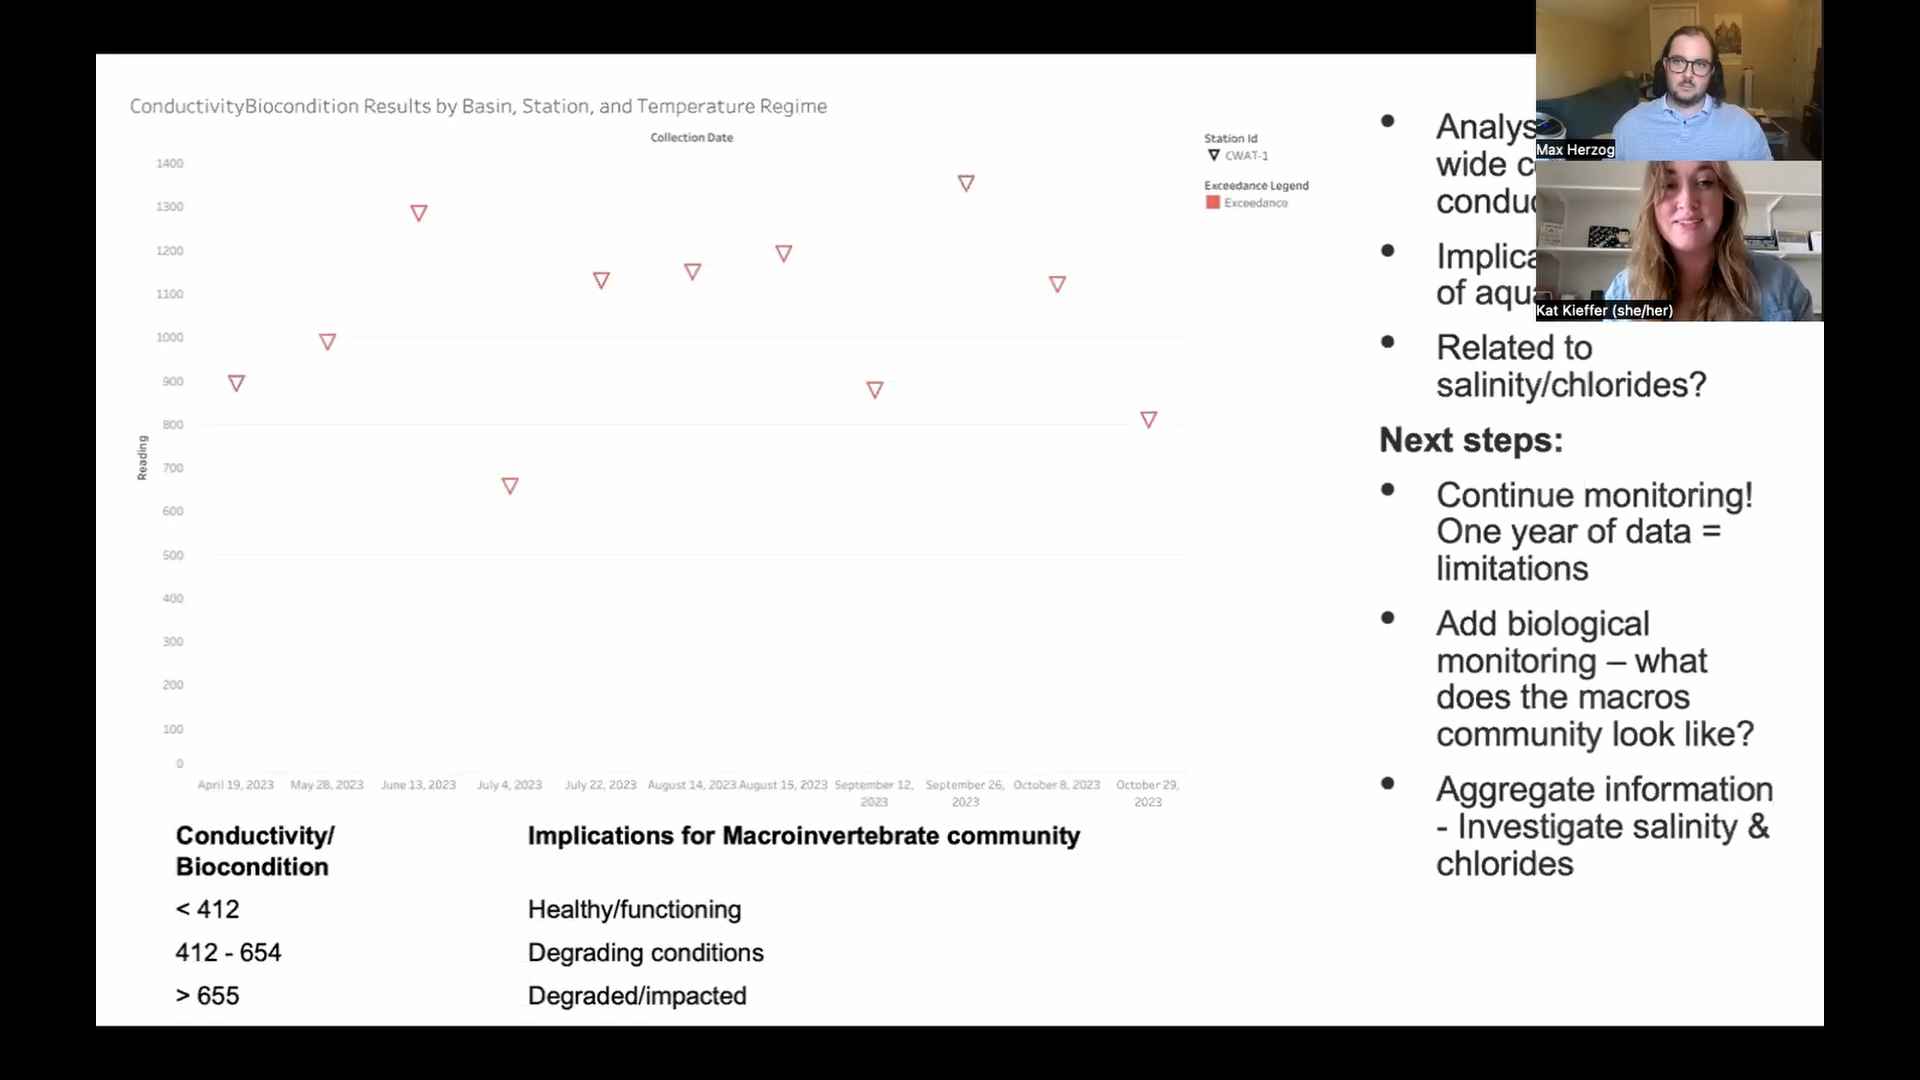 ConductivityBiocondition Results by Basin, Station, and Temperature Regime
Collection Date
Reading
1400
1300
1200
1100
1000
900
800
700
600
500
400
300
200
100
0
April 19, 2023
May 28, 2023
June 13, 2023
July 4, 2023
July 22, 2023
August 14, 2023
August 15, 2023
September 12,
2023
September 26,
2023
October 8, 2023
October 29,
2023
Station Id
CWAT-1
Exceedance Legend
Exceedance
Conductivity/
Biocondition
Implications for Macroinvertebrate community
< 412
Healthy/functioning
412 - 654
Degrading conditions
> 655
Degraded/impacted
• Analys
wide c
conduc
• Implica
of aqua
• Related to
salinity/chlorides?
Next steps:
• Continue monitoring!
One year of data =
limitations
• Add biological
monitoring – what
does the macros
community look like?
• Aggregate information
- Investigate salinity &
chlorides
Max Herzog
Kat Kieffer (she/her)